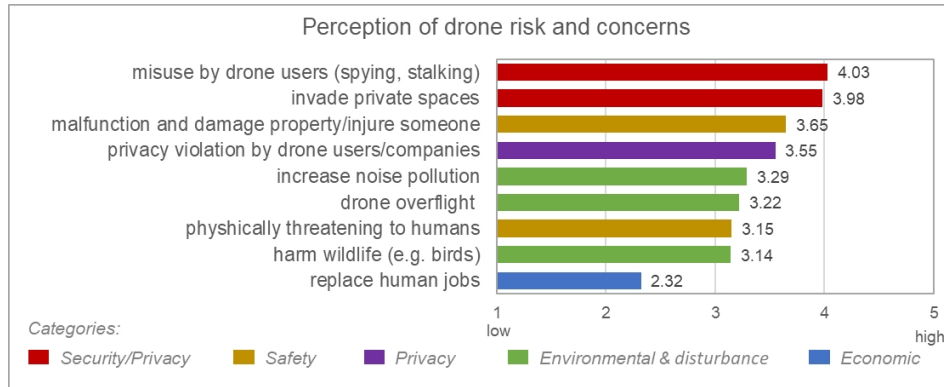 Perception of drone risk and concerns
misuse by drone users (spying, stalking) 4.03
invade private spaces 3.98
malfunction and damage property/injure someone 3.65
privacy violation by drone users/companies 3.55
increase noise pollution 3.29
drone overflight 3.22
physhically threatening to humans 3.15
harm wildlife (e.g. birds) 3.14
replace human jobs 2.32
1 2 3 4 5
low high
Categories:
Security/Privacy Safety Privacy Environmental & disturbance Economic